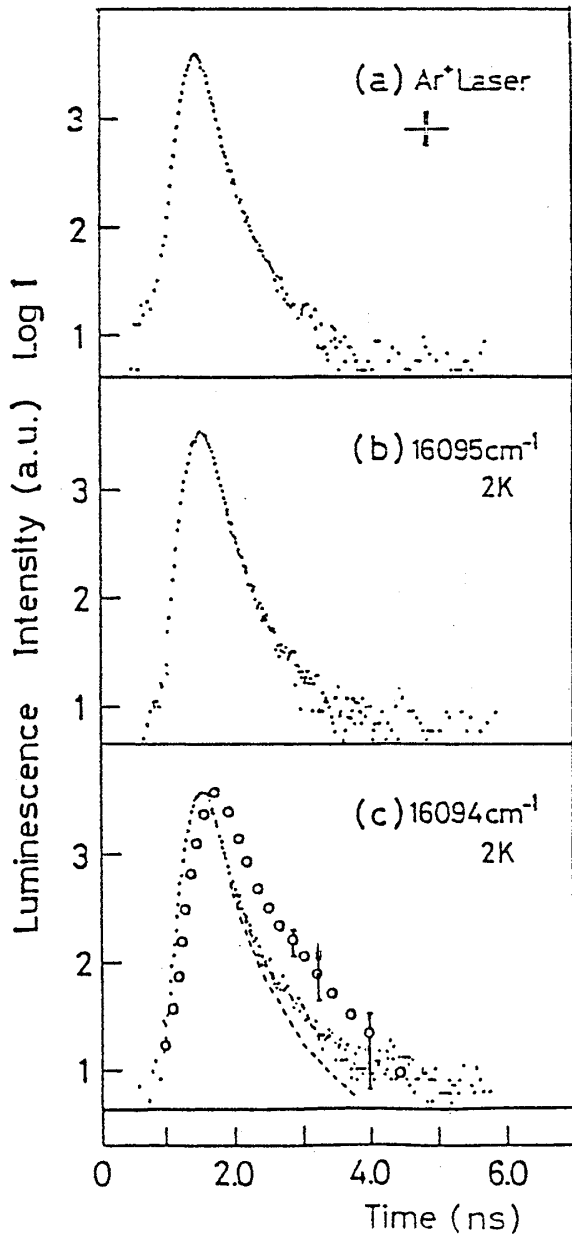 (a) Ar⁺ Laser
3
2
1
(b) 16095cm⁻¹
2K
3
2
1
(c) 16094cm⁻¹
2K
3
2
1
0 2.0 4.0 6.0
Time (ns)
Luminescence Intensity (a.u.) Log I